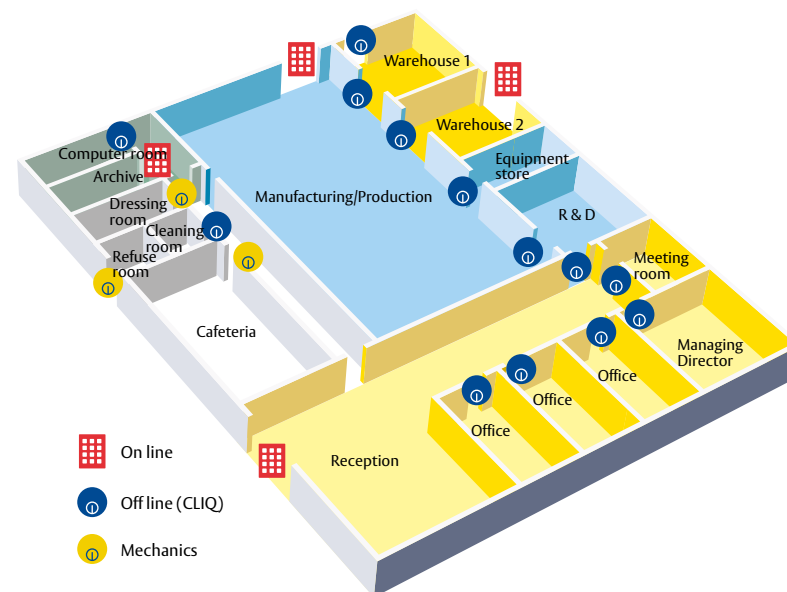 Warehouse 1
Warehouse 2
Computer room
Equipment
store
Archive
Manufacturing/Production
Dressing
room
R & D
Cleaning
room
Refuse
room
Meeting
room
Cafeteria
Managing
Director
Office
Office
Office
Reception
On line
Off line (CLIQ)
Mechanics